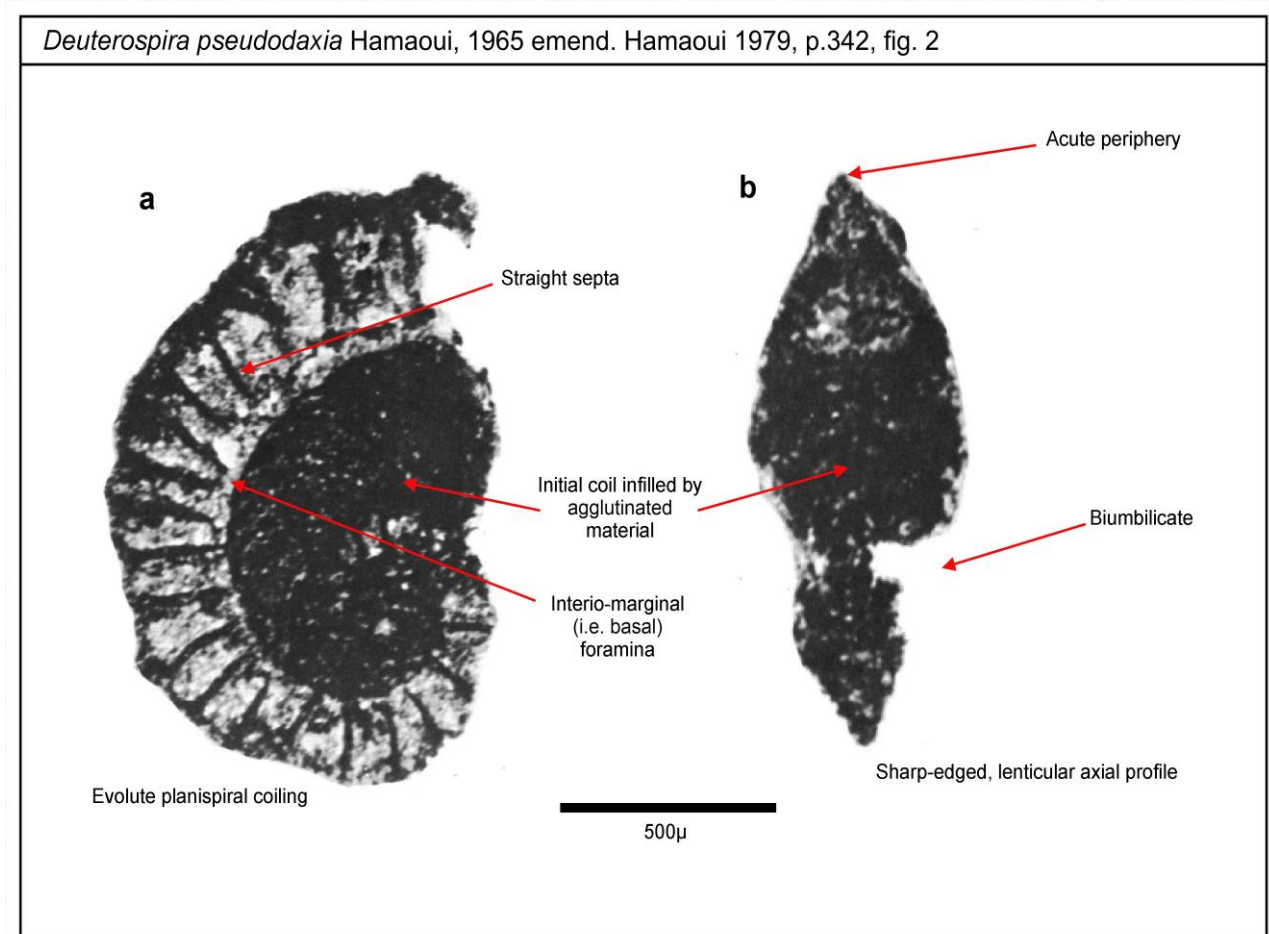 Deuterospira pseudodaxia Hamaoui, 1965 emend. Hamaoui 1979, p.342, fig. 2
Acute periphery
a
b
Straight septa
Initial coil infilled by
agglutinated
material
Biumbilicate
Interio-marginal
(i.e. basal)
foramina
Sharp-edged, lenticular axial profile
Evolute planispiral coiling
500µ